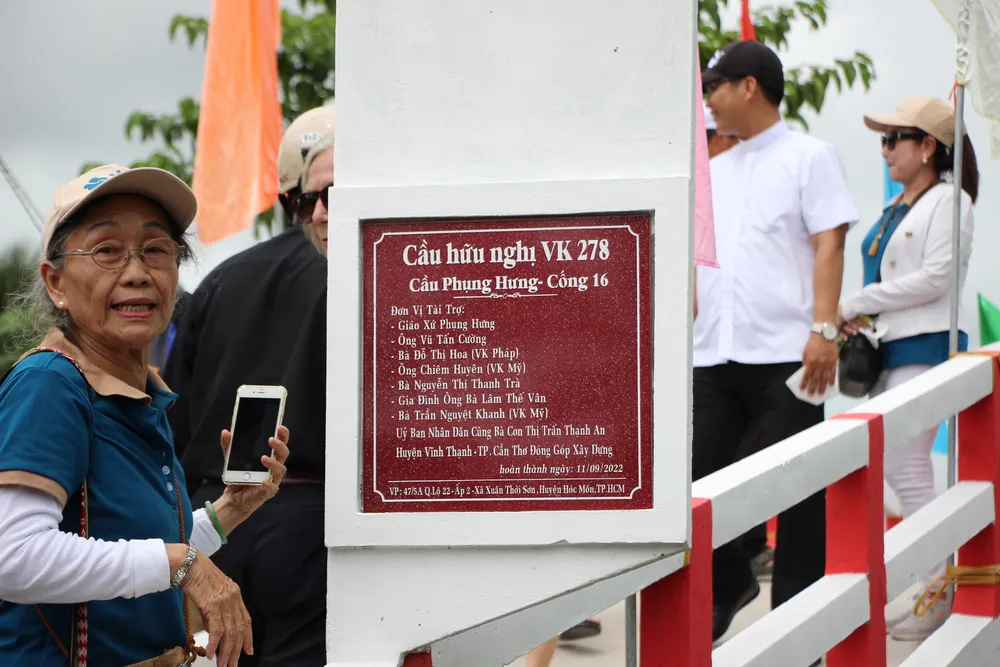 Cầu hữu nghị VK 278
Cầu Phụng Hưng- Cống 16
Đơn Vị Tài Trợ:
- Giáo Xứ Phụng Hưng
- Ông Vũ Tấn Cường
- Bà Đỗ Thị Hoa (VK Pháp)
- Ông Chiêm Huyên (VK Mỹ)
- Bà Nguyễn Thị Thanh Trà
- Gia Đình Ông Bà Lâm Thế Vân
- Bà Trần Nguyệt Khanh (VK Mỹ)
Uỷ Ban Nhân Dân Cùng Bà Con Thị Trấn Thanh An
Huyện Vĩnh Thạnh -TP. Cần Thơ Đóng Góp Xây Dựng
hoàn thành ngày: 11/09/2022
VP: 47/5A Q.Lộ 22 - Ấp 2 - Xã Xuân Thới Sơn, Huyện Hóc Môn, TP.HCM